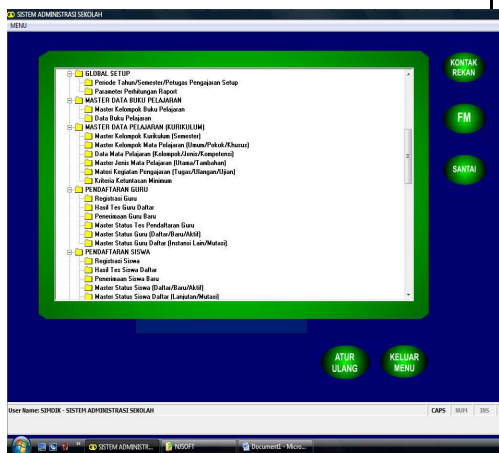 SISTEM ADMINISTRASI SEKOLAH
MENU
GLOBAL SETUP
Periode Tahun/Semester/Petugas Pengajaran Setup
Parameter Perhitungan Raport
MASTER DATA BUKU PELAJARAN
Master Kelompok Buku Pelajaran
Data Buku Pelajaran
MASTER DATA PELAJARAN (KURIKULUM)
Master Kelompok Kurikulum (Semester)
Master Kelompok Mata Pelajaran (Umum/Pokok/Khusus)
Data Mata Pelajaran (Kelompok/Jenis/Kompetensi)
Master Jenis Mata Pelajaran (Utama/Tambahan)
Materi Kegiatan Pengajaran (Tugas/Ulangan/Ujian)
Kriteria Ketuntasan Minimum
PENDAFTARAN GURU
Registrasi Guru
Hasil Tes Guru Daftar
Penerimaan Guru Baru
Master Status Tes Pendaftaran Guru
Master Status Guru (Daftar/Baru/Aktif)
Master Status Guru Daftar (Instansi Lain/Mutasi)
PENDAFTARAN SISWA
Registrasi Siswa
Hasil Tes Siswa Daftar
Penerimaan Siswa Baru
Master Status Siswa (Daftar/Baru/Aktif)
Master Status Siswa Daftar (Lanjutan/Mutasi)
KONTAK
REKAN
FM
SANTAI
ATUR
ULANG
KELUAR
MENU
User Name: SIMDIK - SISTEM ADMINISTRASI SEKOLAH
CAPS NUM INS
SISTEM ADMINISTR... NJSOFT Document1 - Micro...